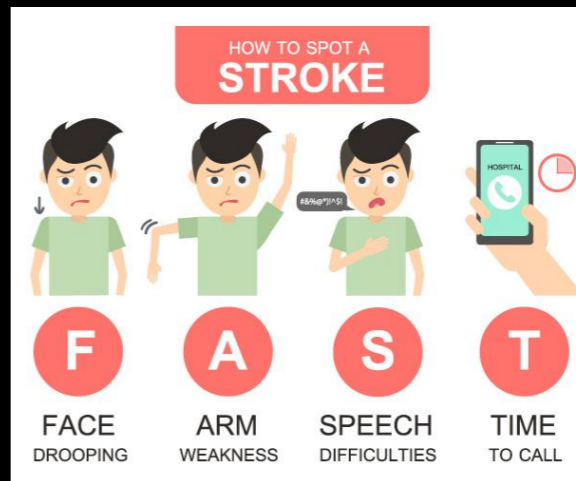 HOW TO SPOT A
STROKE
#&%@*)!^$!
HOSPITAL
F
A
S
T
FACE
DROOPING
ARM
WEAKNESS
SPEECH
DIFFICULTIES
TIME
TO CALL